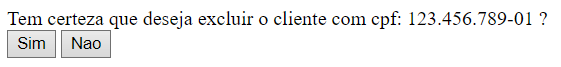 Tem certeza que deseja excluir o cliente com cpf: 123.456.789-01 ?
Sim Nao